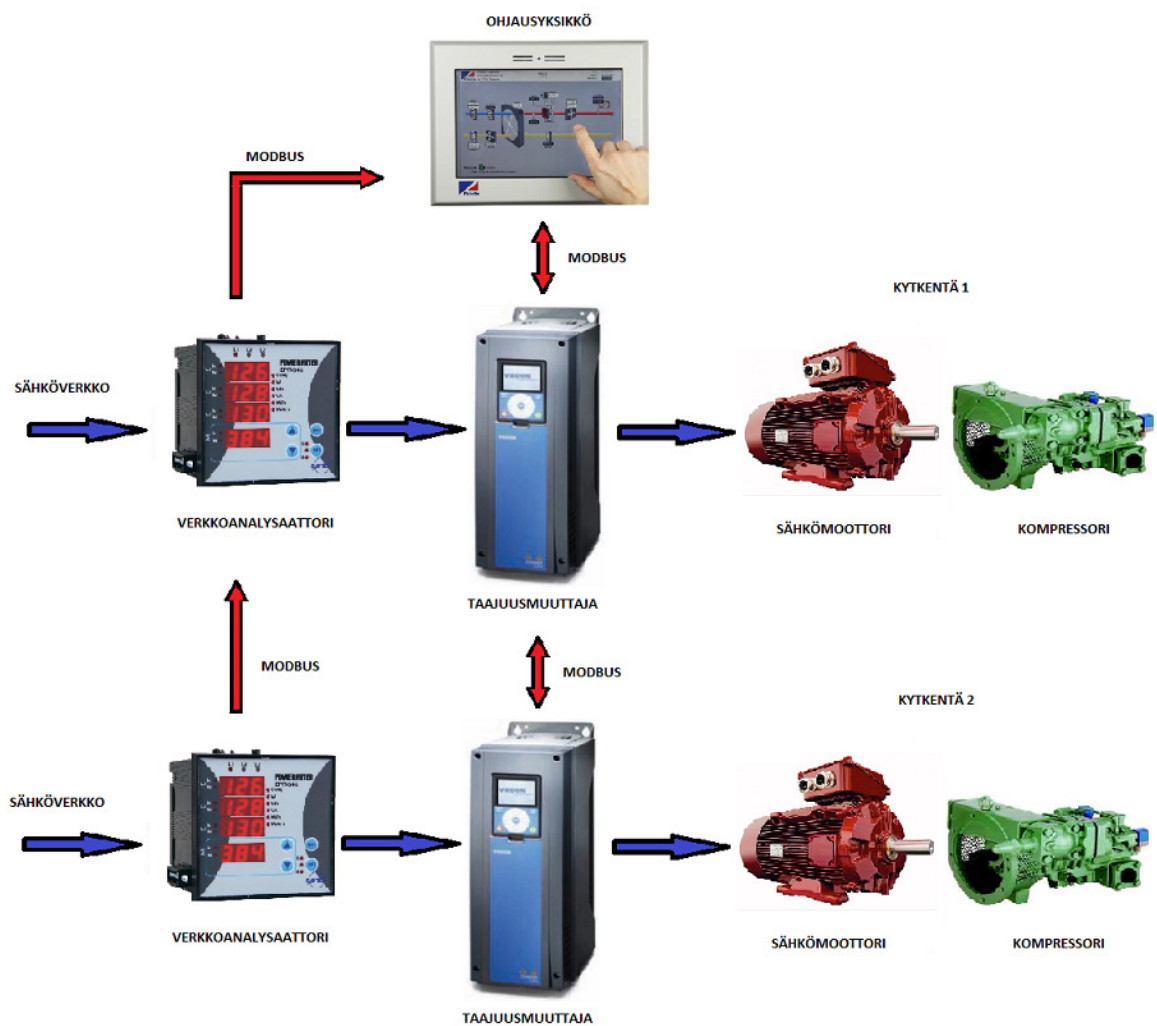 OHJAUSYKSIKKÖ
MODBUS
MODBUS
KYTKENTÄ 1
SÄHKÖVERKKO
126
128
130
384
VERKKOANALYSAATTORI
TAAJUUSMUUTTAJA
SÄHKÖMOOTTORI
KOMPRESSORI
MODBUS
MODBUS
KYTKENTÄ 2
SÄHKÖVERKKO
126
128
130
384
VERKKOANALYSAATTORI
TAAJUUSMUUTTAJA
SÄHKÖMOOTTORI
KOMPRESSORI